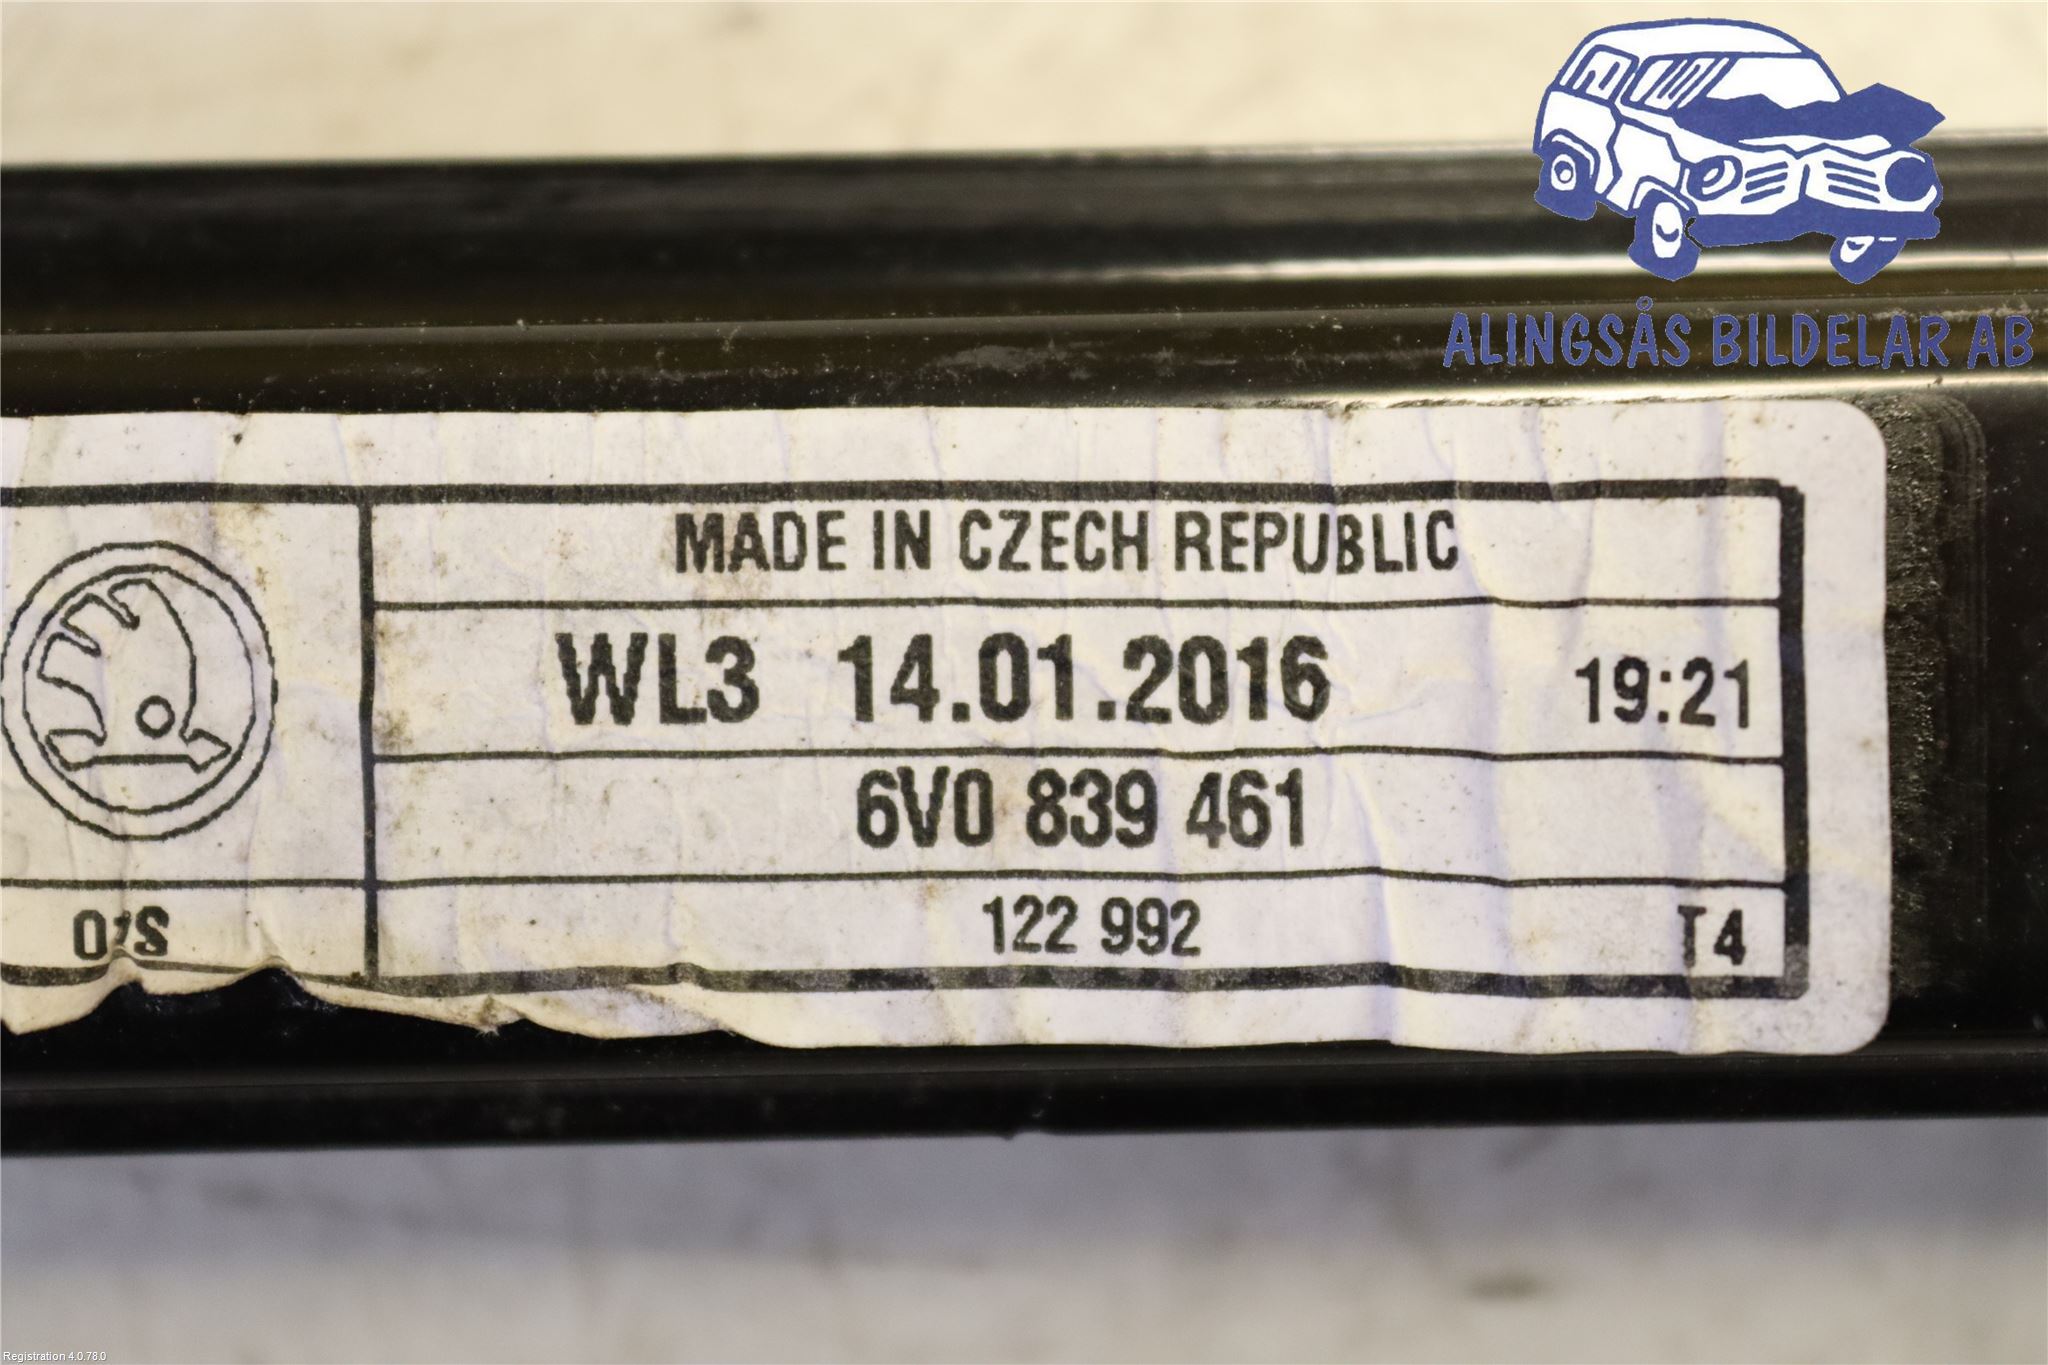 ALINGSÅS BILDELAR AB
MADE IN CZECH REPUBLIC
WL3 14.01.2016 19:21
6V0 839 461
122 992 T4
Registration 4.0.78.0